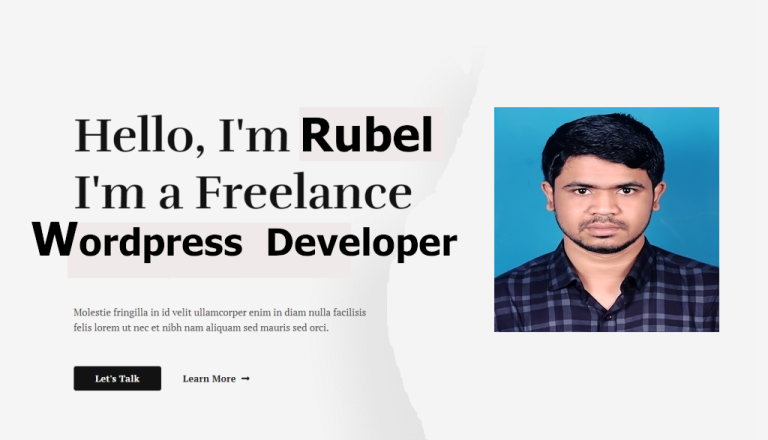 Hello, I'm Rubel
I'm a Freelance
Wordpress Developer
Molestie fringilla in id velit ullamcorper enim in diam nulla facilisis
felis lorem ut nec et nibh nam aliquam sed mauris sed orci.
Let's Talk
Learn More →